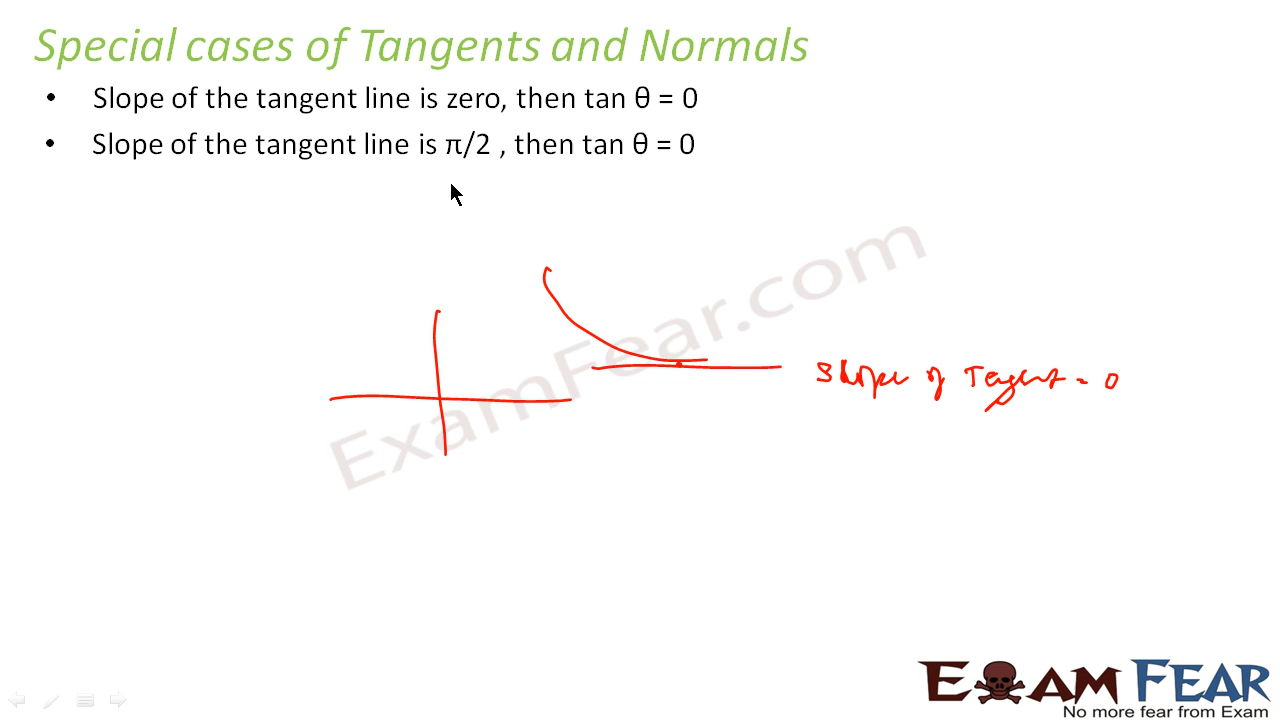 Special cases of Tangents and Normals
• Slope of the tangent line is zero, then tan θ = 0
• Slope of the tangent line is π/2 , then tan θ = 0
ExamFear.com
Slope of Tangent = 0
EXAM FEAR
No more fear from Exam